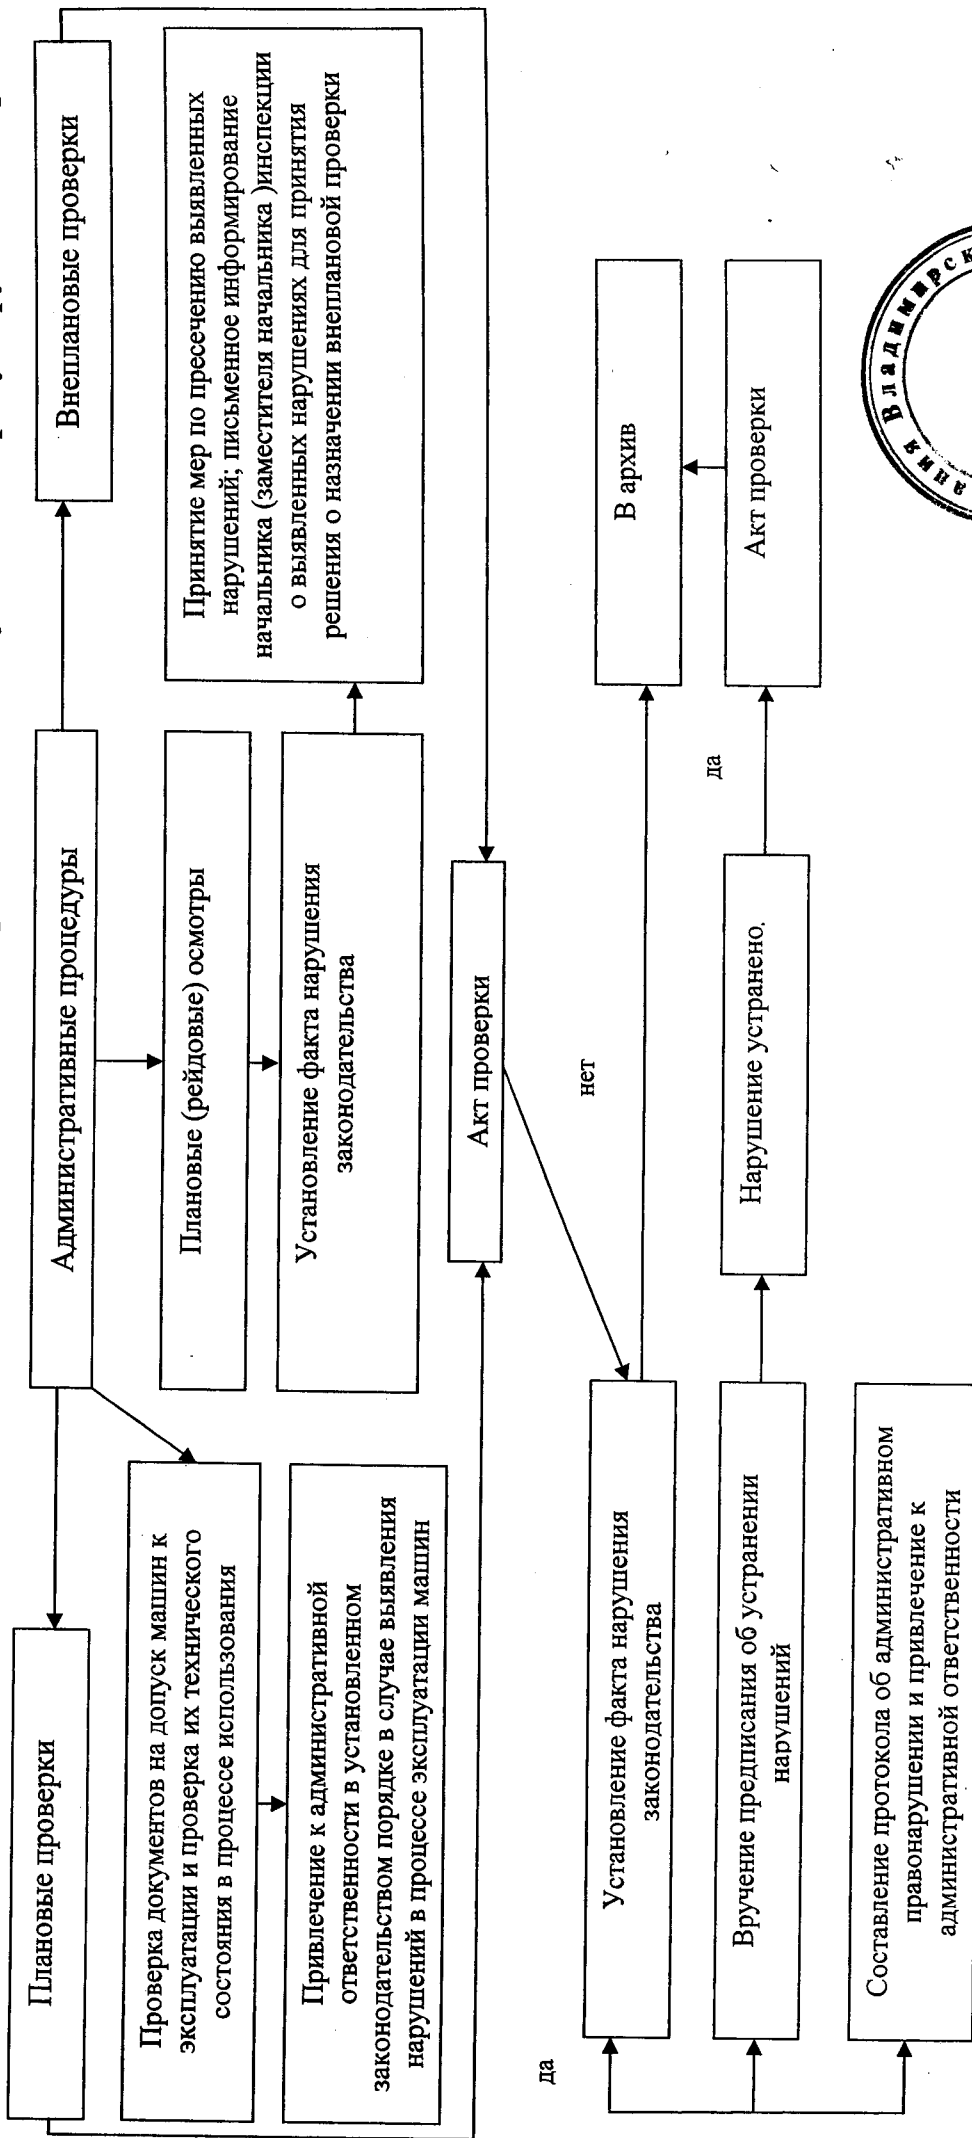 Плановые проверки
Административные процедуры
Внеплановые проверки
Проверка документов на допуск машин к
эксплуатации и проверка их технического
состояния в процессе использования
Плановые (рейдовые) осмотры
Принятие мер по пресечению выявленных
нарушений; письменное информирование
начальника (заместителя начальника )инспекции
о выявленных нарушениях для принятия
решения о назначении внеплановой проверки
Привлечение к административной
ответственности в установленном
законодательством порядке в случае выявления
нарушений в процессе эксплуатации машин
Установление факта нарушения
законодательства
Акт проверки
да
нет
Установление факта нарушения
законодательства
В архив
Вручение предписания об устранении
нарушений
Нарушение устранено.
да
Акт проверки
Составление протокола об административном
правонарушении и привлечение к
административной ответственности